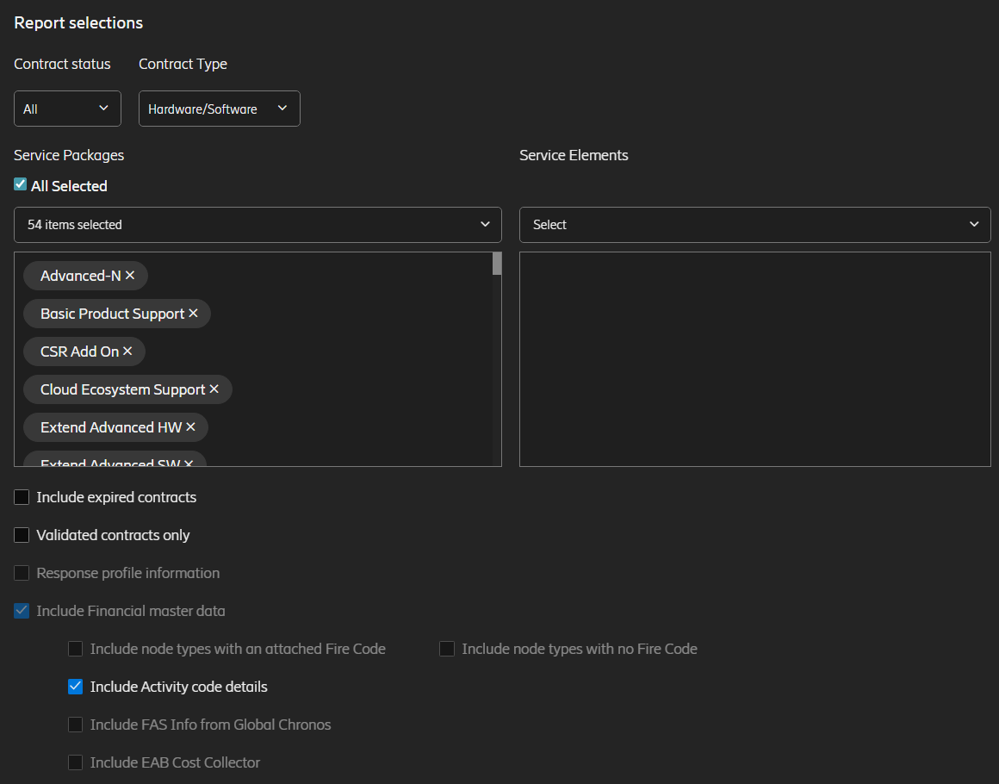 Report selections
Contract status Contract Type
All Hardware/Software
Service Packages Service Elements
All Selected
54 items selected Select
Advanced-N ×
Basic Product Support ×
CSR Add On ×
Cloud Ecosystem Support ×
Extend Advanced HW ×
Extend Advanced SW ×
Include expired contracts
Validated contracts only
Response profile information
Include Financial master data
Include node types with an attached Fire Code Include node types with no Fire Code
Include Activity code details
Include FAS Info from Global Chronos
Include EAB Cost Collector